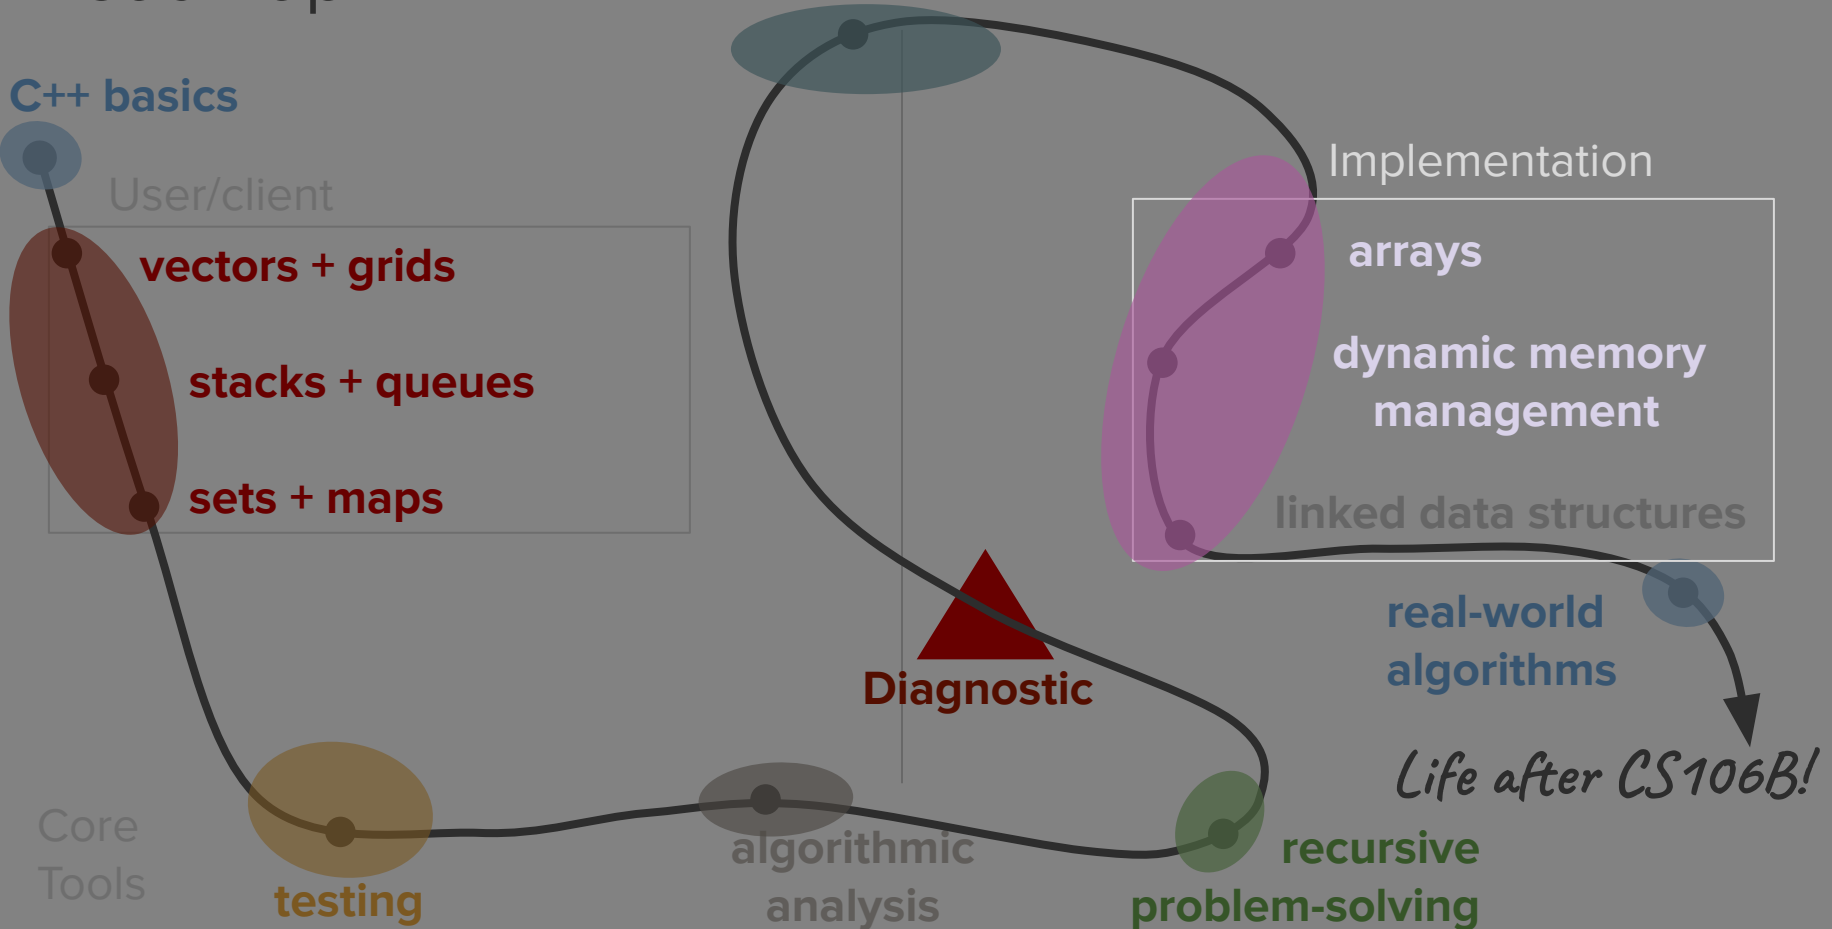 C++ basics
User/client
vectors + grids
stacks + queues
sets + maps
Core
Tools
testing
algorithmic
analysis
recursive
problem-solving
Diagnostic
Implementation
arrays
dynamic memory
management
linked data structures
real-world
algorithms
Life after CS106B!